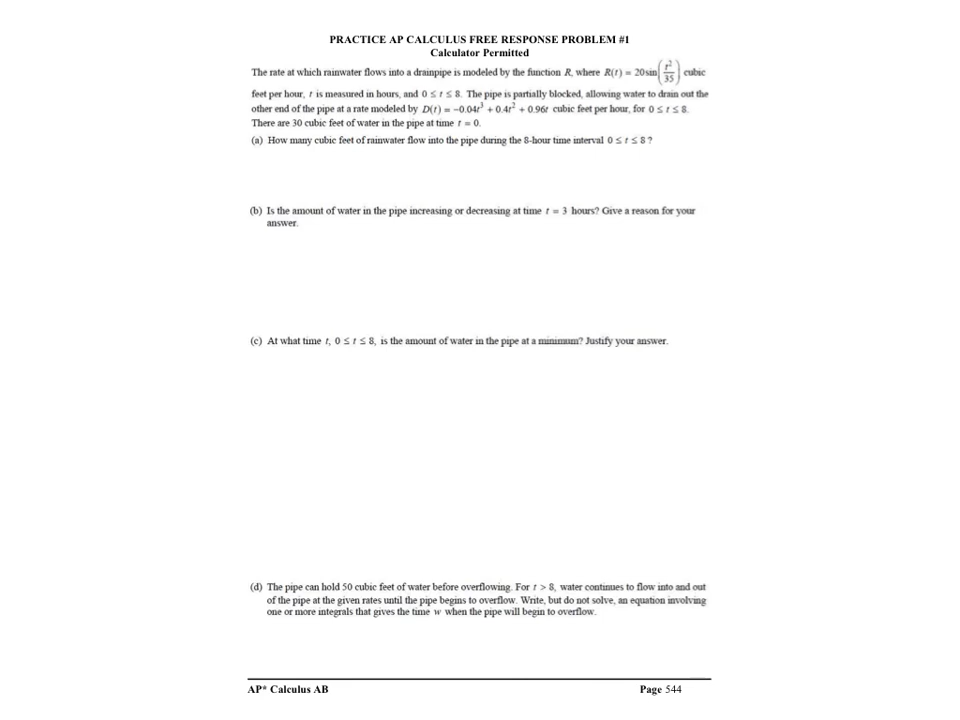 PRACTICE AP CALCULUS FREE RESPONSE PROBLEM #1
Calculator Permitted
The rate at which rainwater flows into a drainpipe is modeled by the function R, where R(t) = 20sin(t²/35) cubic
feet per hour, t is measured in hours, and 0 ≤ t ≤ 8. The pipe is partially blocked, allowing water to drain out the
other end of the pipe at a rate modeled by D(t) = -0.04t³ + 0.4t² + 0.96t cubic feet per hour, for 0 ≤ t ≤ 8.
There are 30 cubic feet of water in the pipe at time t = 0.
(a) How many cubic feet of rainwater flow into the pipe during the 8-hour time interval 0 ≤ t ≤ 8 ?
(b) Is the amount of water in the pipe increasing or decreasing at time t = 3 hours? Give a reason for your
answer.
(c) At what time t, 0 ≤ t ≤ 8, is the amount of water in the pipe at a minimum? Justify your answer.
(d) The pipe can hold 50 cubic feet of water before overflowing. For t > 8, water continues to flow into and out
of the pipe at the given rates until the pipe begins to overflow. Write, but do not solve, an equation involving
one or more integrals that gives the time w when the pipe will begin to overflow.
AP* Calculus AB Page 544